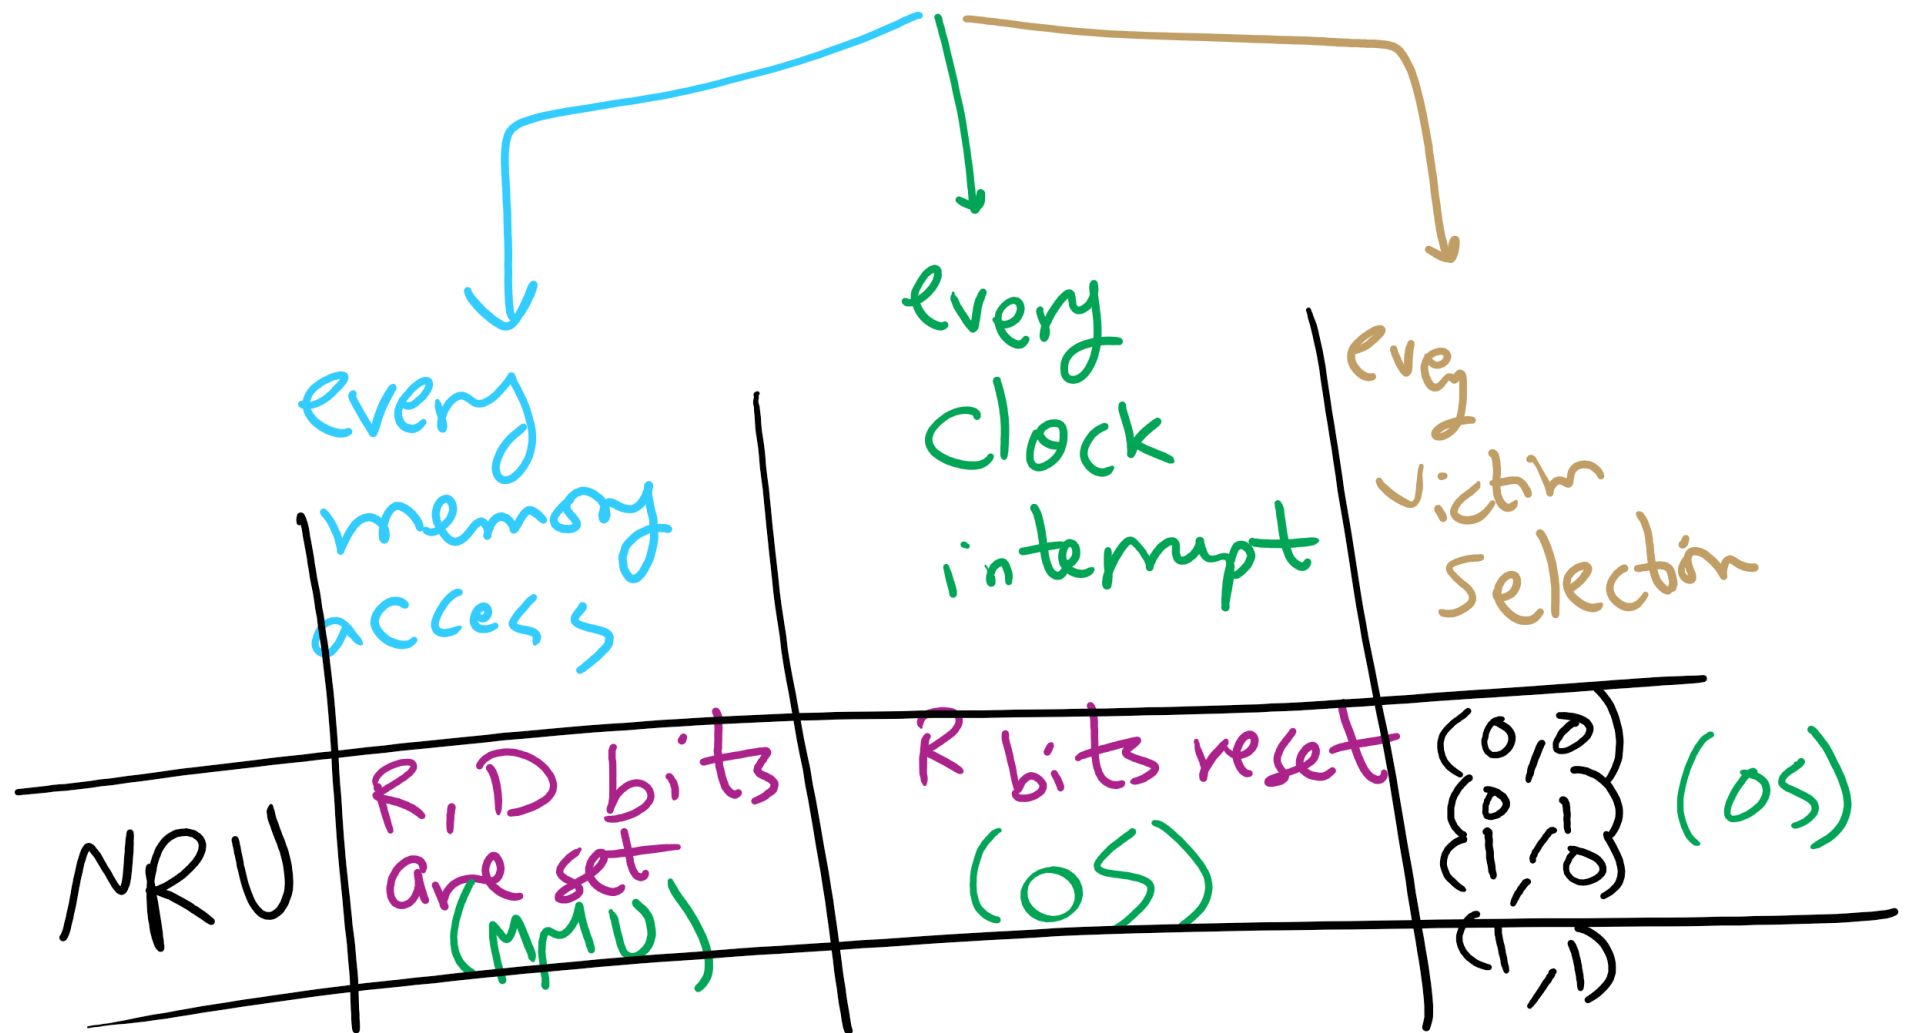 every
memory
access
every
clock
interrupt
every
victim
selection
NRU
R, D bits
are set
(MMU)
R bits reset
(OS)
(0,0)
(0,1)
(1,0)
(1,1)
(OS)